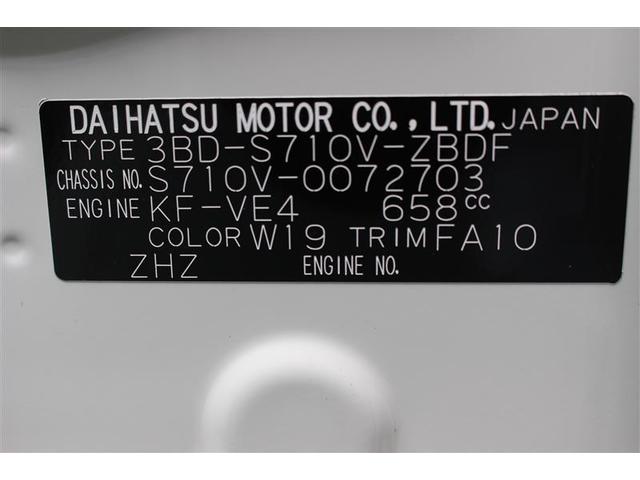 DAIHATSU MOTOR CO.,LTD. JAPAN
TYPE 3BD-S710V-ZBDF
CHASSIS NO. S710V-0072703
ENGINE KF-VE4 658cc
COLOR W19 TRIM FA10
ZHZ ENGINE NO.